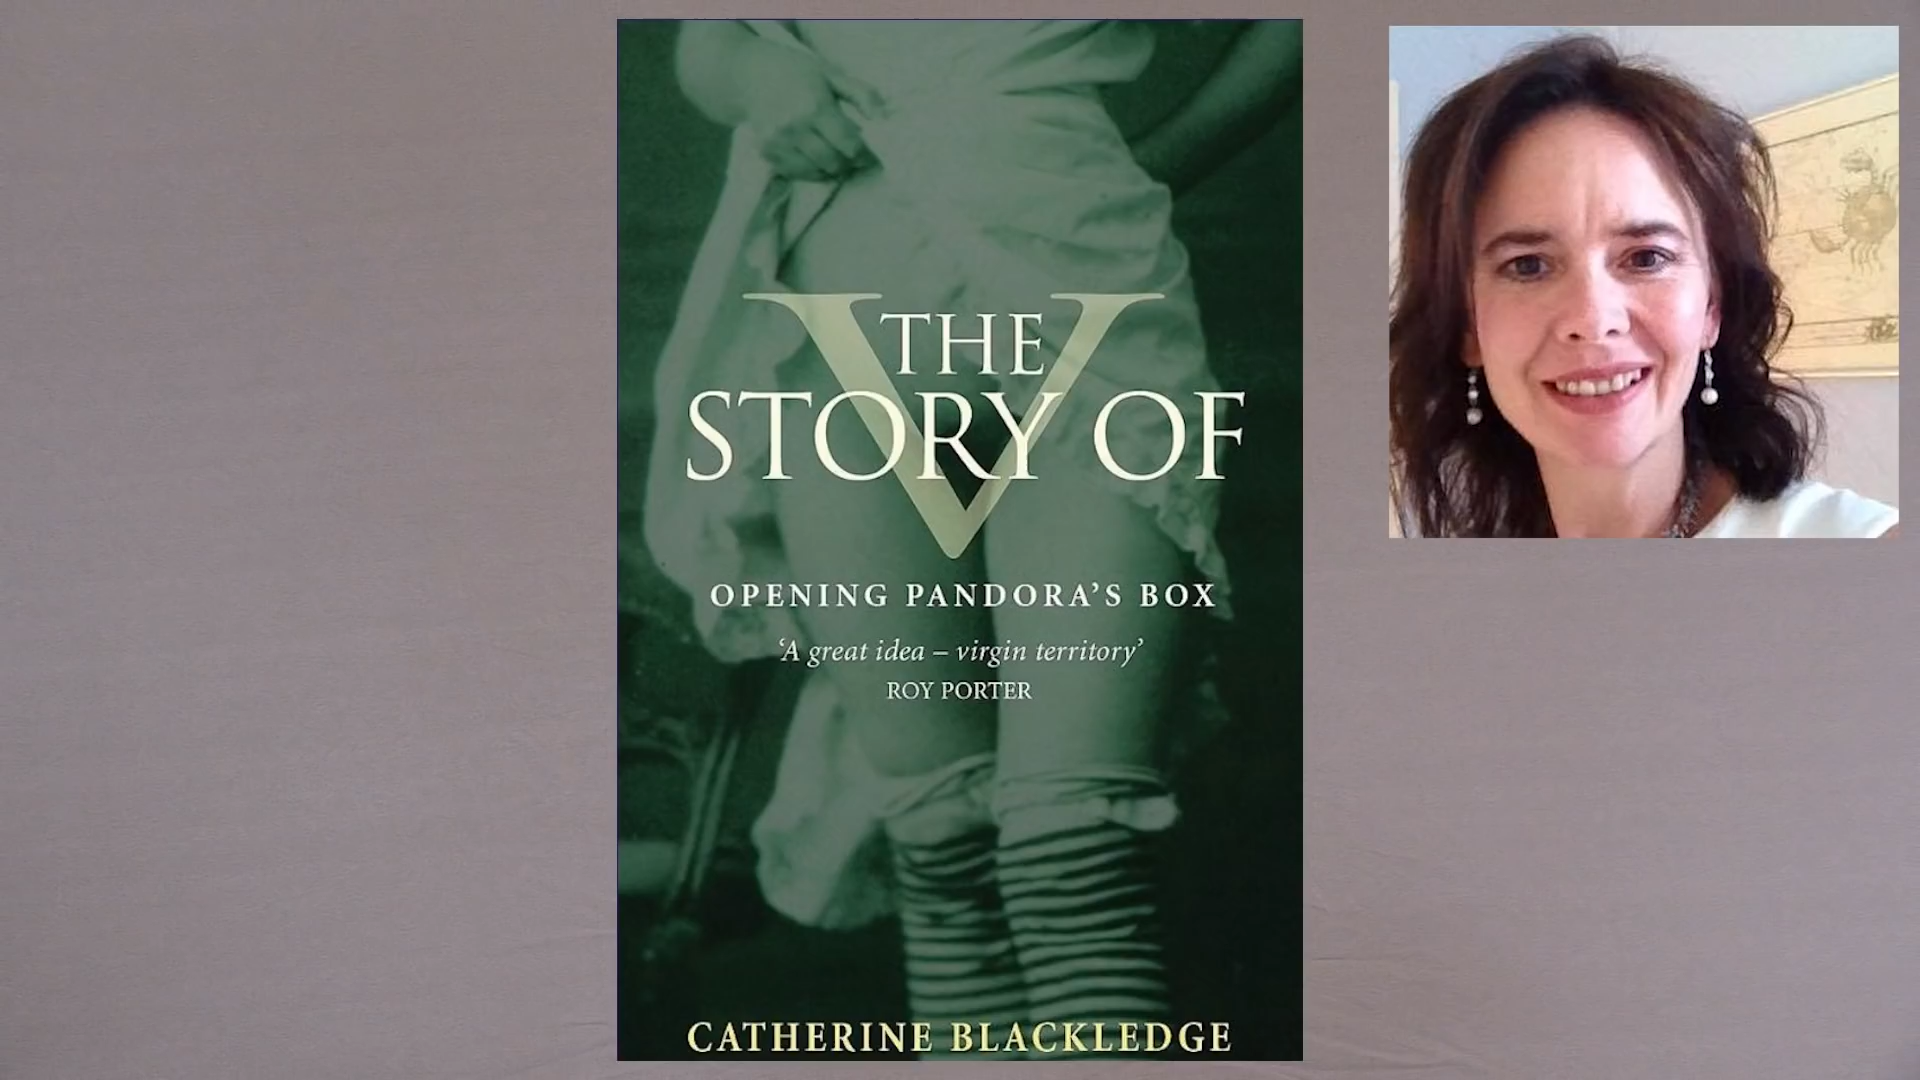 THE
STORY OF
V
OPENING PANDORA'S BOX
‘A great idea – virgin territory’
ROY PORTER
CATHERINE BLACKLEDGE